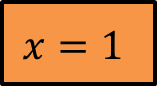 x = 1